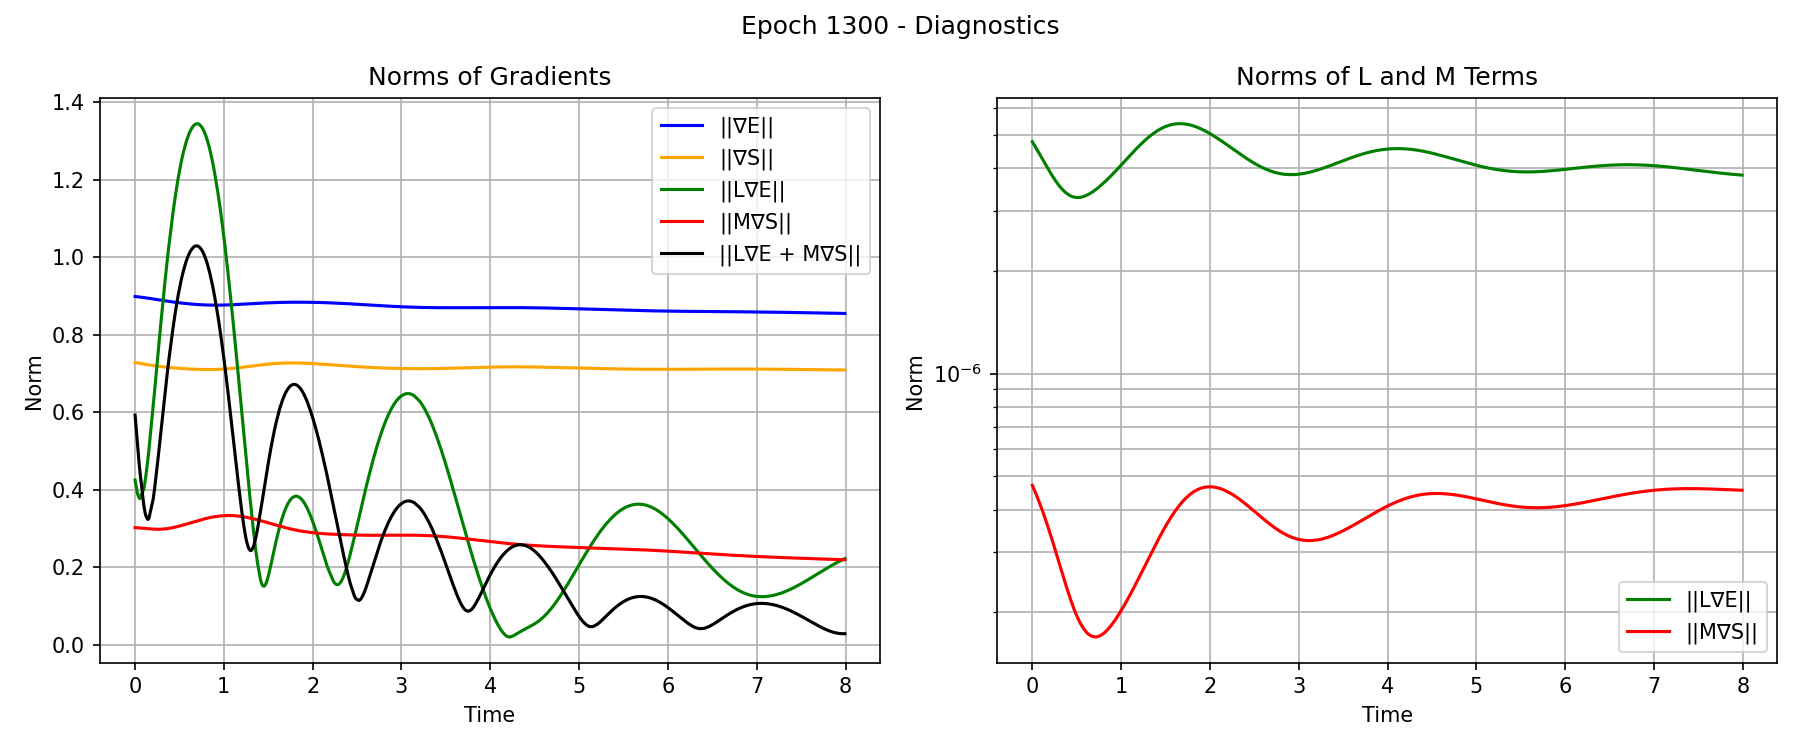 Epoch 1300 - Diagnostics
Norms of Gradients
Norm
1.4
1.2
1.0
0.8
0.6
0.4
0.2
0.0
||∇E||
||∇S||
||L∇E||
||M∇S||
||L∇E + M∇S||
0 1 2 3 4 5 6 7 8
Time
Norms of L and M Terms
Norm
10⁻⁶
||L∇E||
||M∇S||
0 1 2 3 4 5 6 7 8
Time